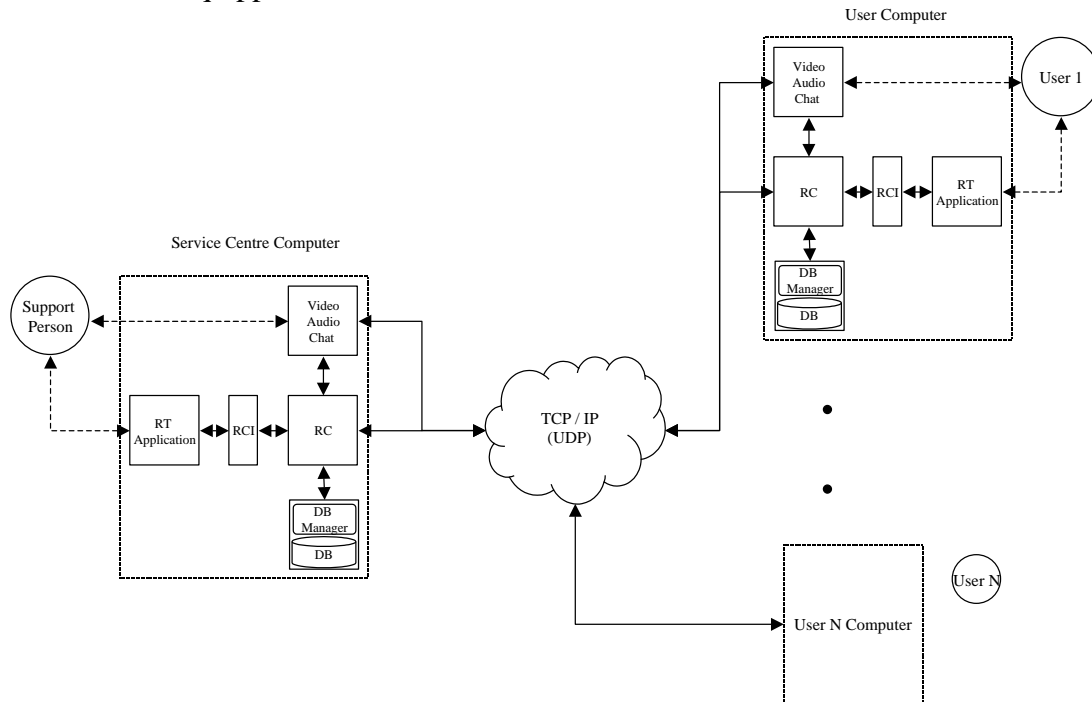 User Computer
Video
Audio
Chat
User 1
RC
RCI
RT
Application
DB
Manager
DB
Service Centre Computer
Support
Person
Video
Audio
Chat
RT
Application
RCI
RC
DB
Manager
DB
TCP / IP
(UDP)
User N Computer
User N